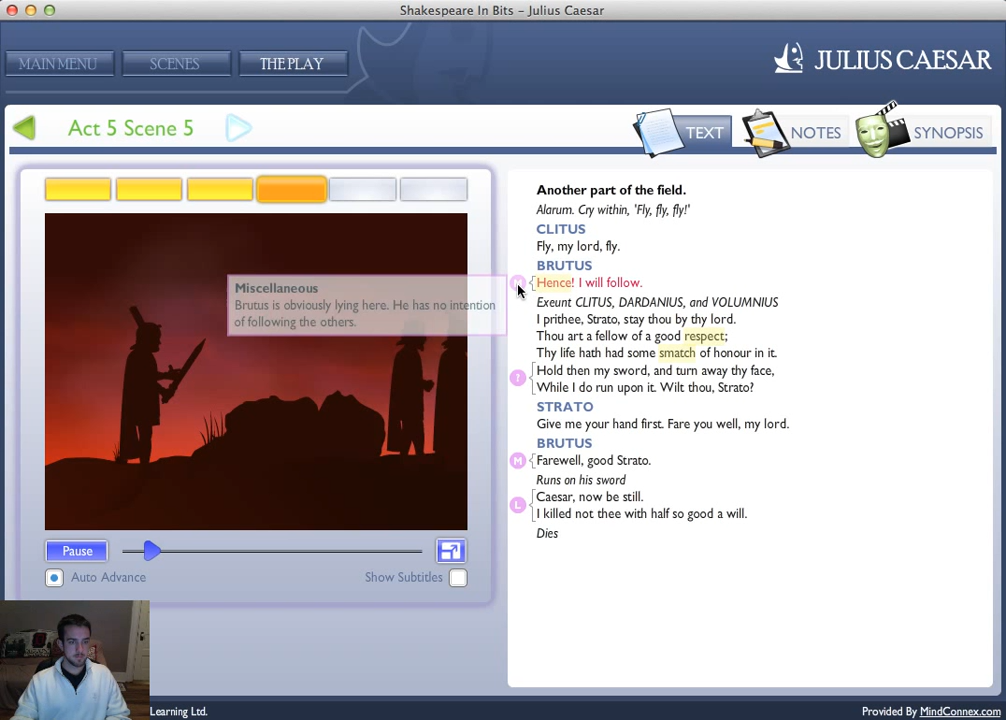 Shakespeare In Bits - Julius Caesar
MAIN MENU
SCENES
THE PLAY
JULIUS CAESAR
Act 5 Scene 5
TEXT
NOTES
SYNOPSIS
Another part of the field.
Alarum. Cry within, 'Fly, fly, fly!'
CLITUS
Fly, my lord, fly.
BRUTUS
Hence! I will follow.
Exeunt CLITUS, DARDANIUS, and VOLUMNIUS
I prithee, Strato, stay thou by thy lord.
Thou art a fellow of a good respect;
Thy life hath had some smatch of honour in it.
T
Hold then my sword, and turn away thy face,
While I do run upon it. Wilt thou, Strato?
STRATO
Give me your hand first. Fare you well, my lord.
BRUTUS
M
Farewell, good Strato.
Runs on his sword
L
Caesar, now be still.
I killed not thee with half so good a will.
Dies
Miscellaneous
Brutus is obviously lying here. He has no intention
of following the others.
Pause
Auto Advance
Show Subtitles
Learning Ltd.
Provided By MindConnex.com